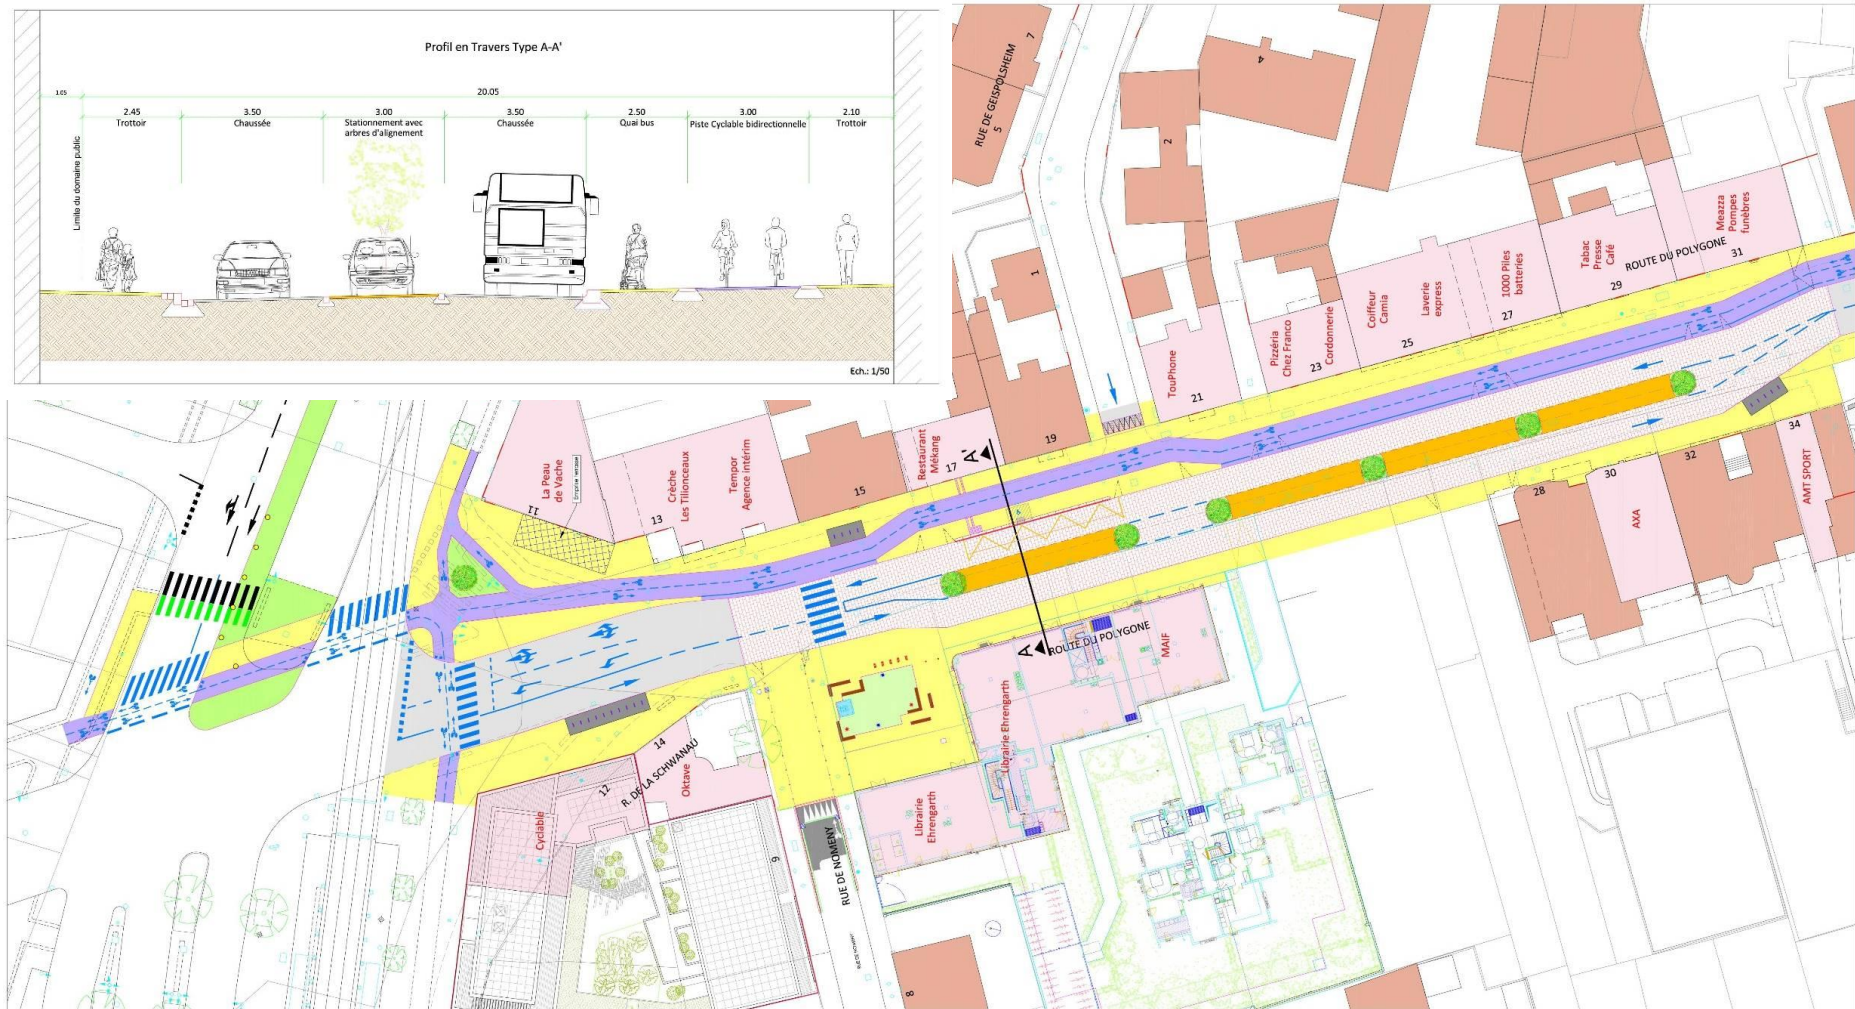 Profil en Travers Type A-A'
1.05
20.05
2.45
Trottoir
3.50
Chaussée
3.00
Stationnement avec
arbres d'alignement
3.50
Chaussée
2.50
Quai bus
3.00
Piste Cyclable bidirectionnelle
2.10
Trottoir
Limite du domaine public
Ech.: 1/50
RUE DE GEISPOLSHEIM
7
5
4
2
1
Meazza
Pompes
funèbres
31
ROUTE DU POLYGONE
Tabac
Presse
Café
29
1000 Piles
batteries
27
Laverie
express
Coiffeur
Camia
25
Cordonnerie
Pizzéria
Chez Franco
23
TouPhone
21
19
A'
Restaurant
Mékang
17
15
Tempor
Agence intérim
Crèche
Les Tilionceaux
13
La Peau
de Vache
11
34
AMT SPORT
32
30
AXA
28
A
ROUTE DU POLYGONE
MAIF
Librairie Ehrengarth
Librairie
Ehrengarth
14
R. DE LA SCHWANAU
12
Oktave
Cyclable
9
RUE DE NOMENY
8